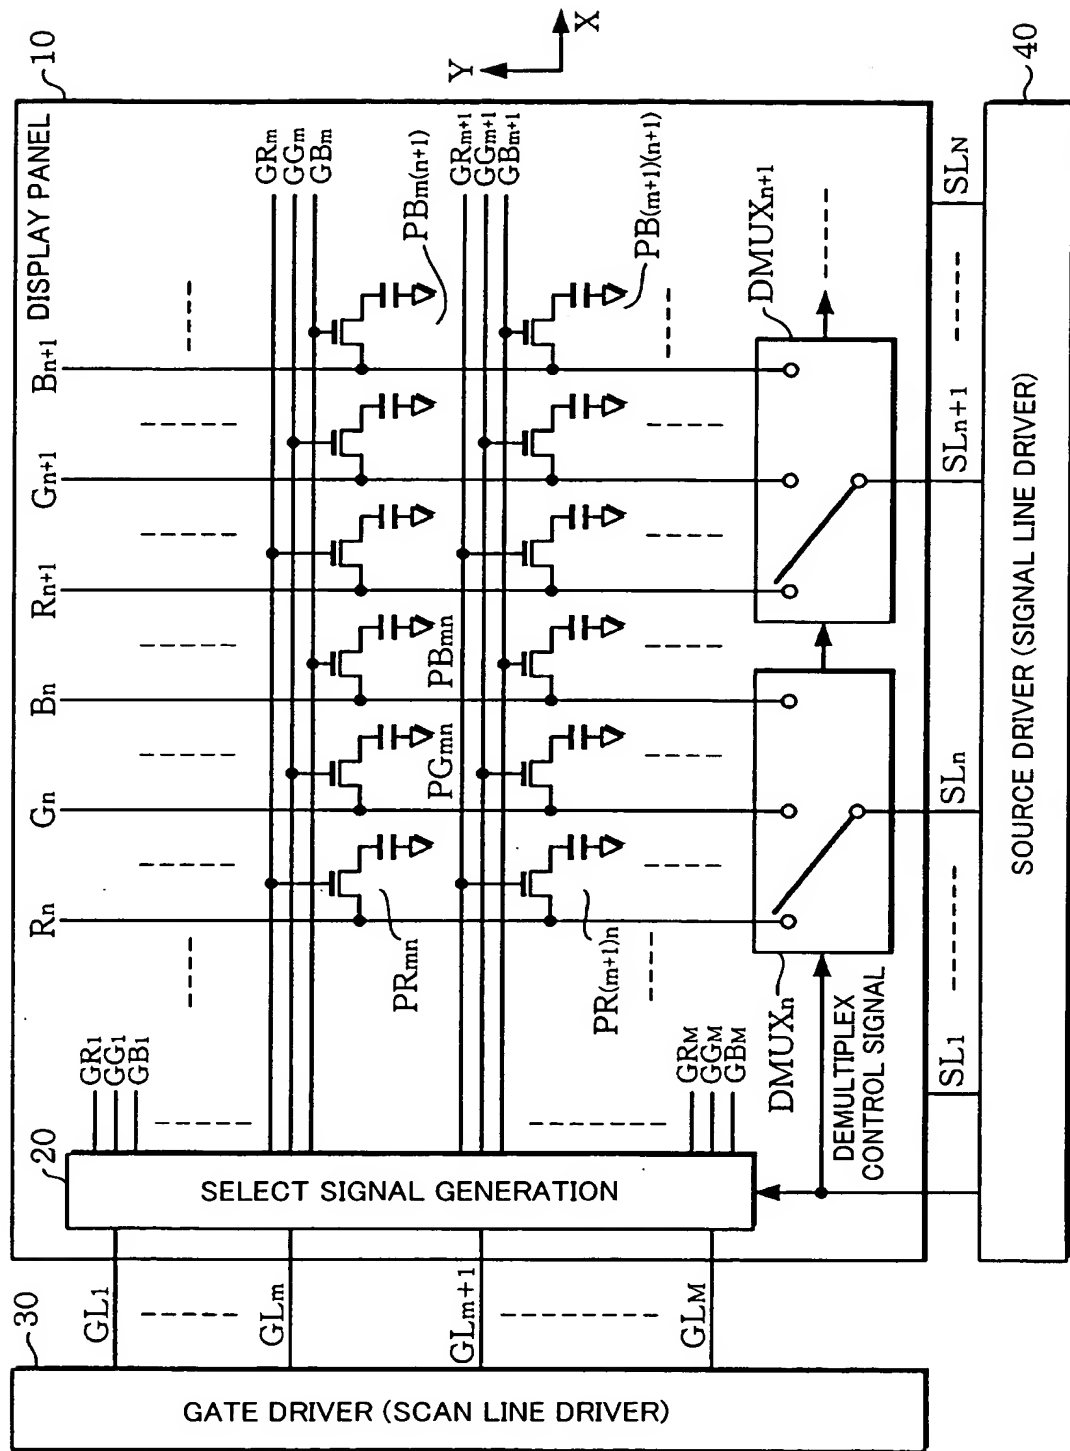 DISPLAY PANEL
10
Y
X
Rn
Gn
Bn
Rn+1
Gn+1
Bn+1
20
GR1
GG1
GB1
GRm
GGm
GBm
GRm+1
GGm+1
GBm+1
SELECT SIGNAL GENERATION
PRmn
PGmn
PBmn
PBm(n+1)
PR(m+1)n
PB(m+1)(n+1)
GRM
GGM
GBM
DMUXn
DMUXn+1
DEMULTIPLEX
CONTROL SIGNAL
30
GL1
GLm
GLm+1
GLM
GATE DRIVER (SCAN LINE DRIVER)
SL1
SLn
SLn+1
SLN
40
SOURCE DRIVER (SIGNAL LINE DRIVER)